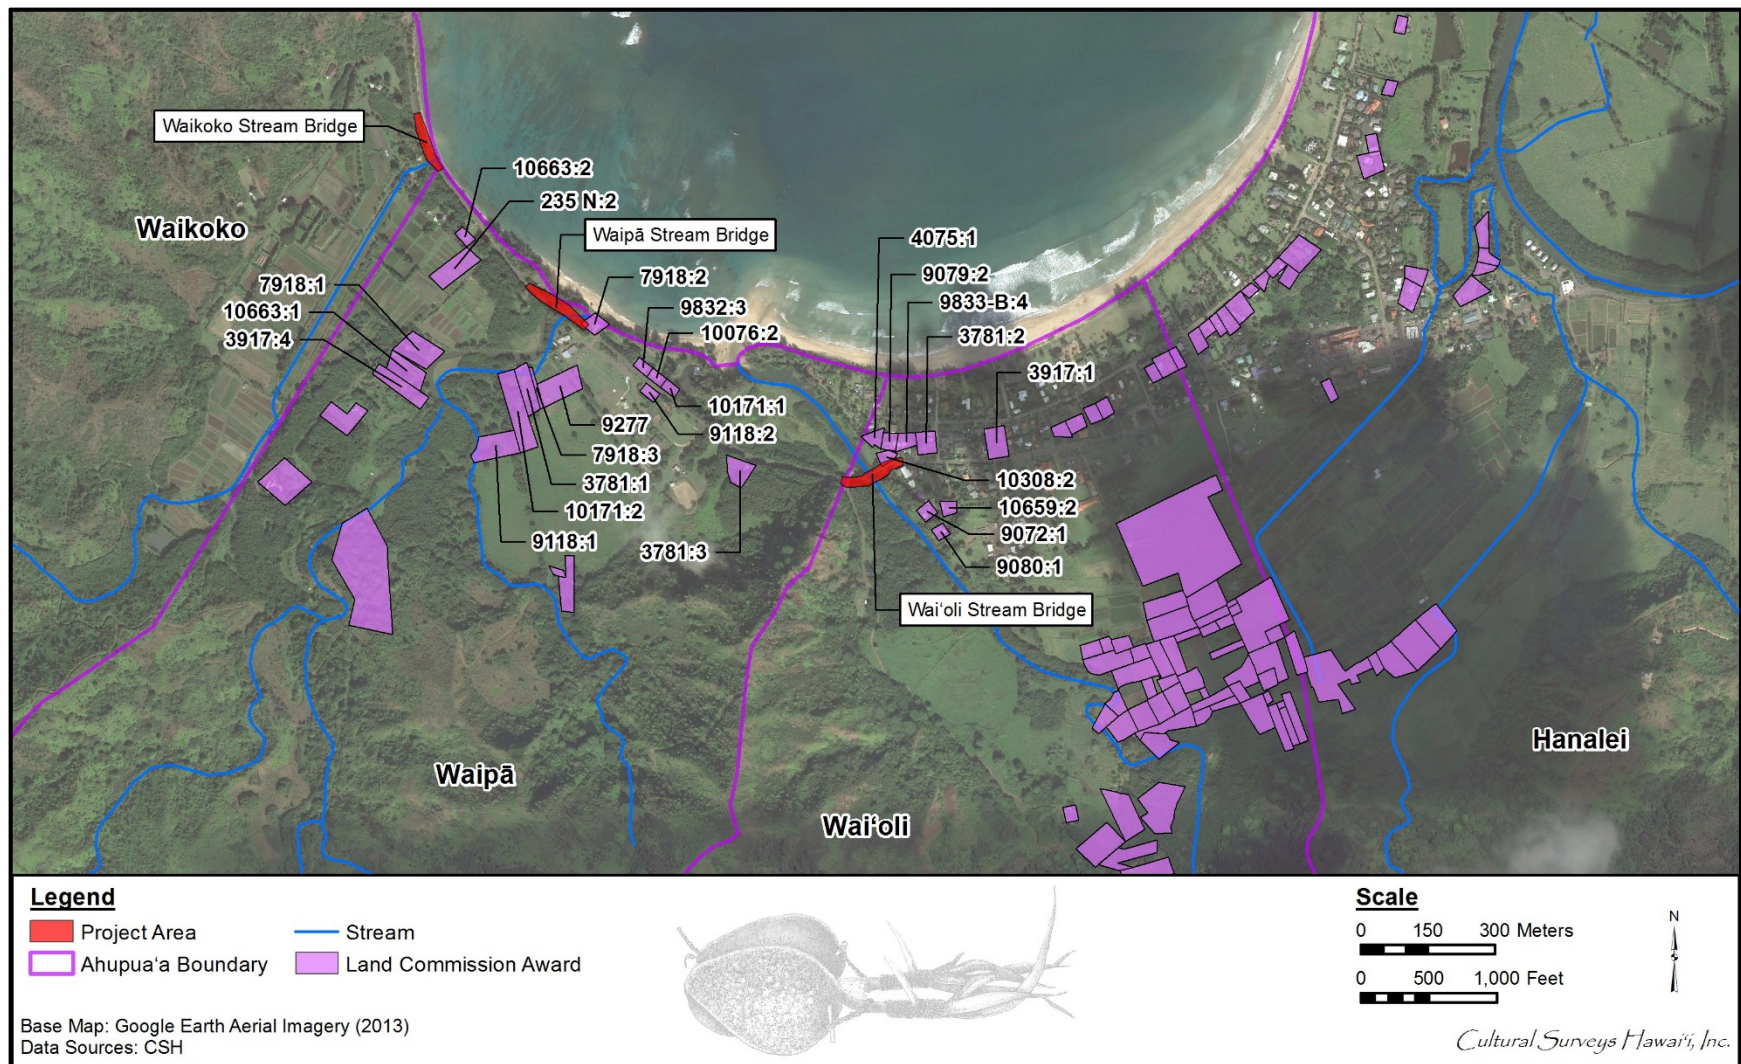 Waikoko Stream Bridge
10663:2
235 N:2
Waikoko
Waipā Stream Bridge
4075:1
7918:2
9079:2
7918:1
9832:3
9833-B:4
10663:1
10076:2
3781:2
3917:4
3917:1
10171:1
9277
9118:2
7918:3
3781:1
10308:2
10171:2
10659:2
9118:1
3781:3
9072:1
9080:1
Wai‘oli Stream Bridge
Waipā
Wai‘oli
Hanalei
Legend
Project Area
Stream
Ahupua‘a Boundary
Land Commission Award
Base Map: Google Earth Aerial Imagery (2013)
Data Sources: CSH
Scale
0 150 300 Meters
0 500 1,000 Feet
N
Cultural Surveys Hawai‘i, Inc.